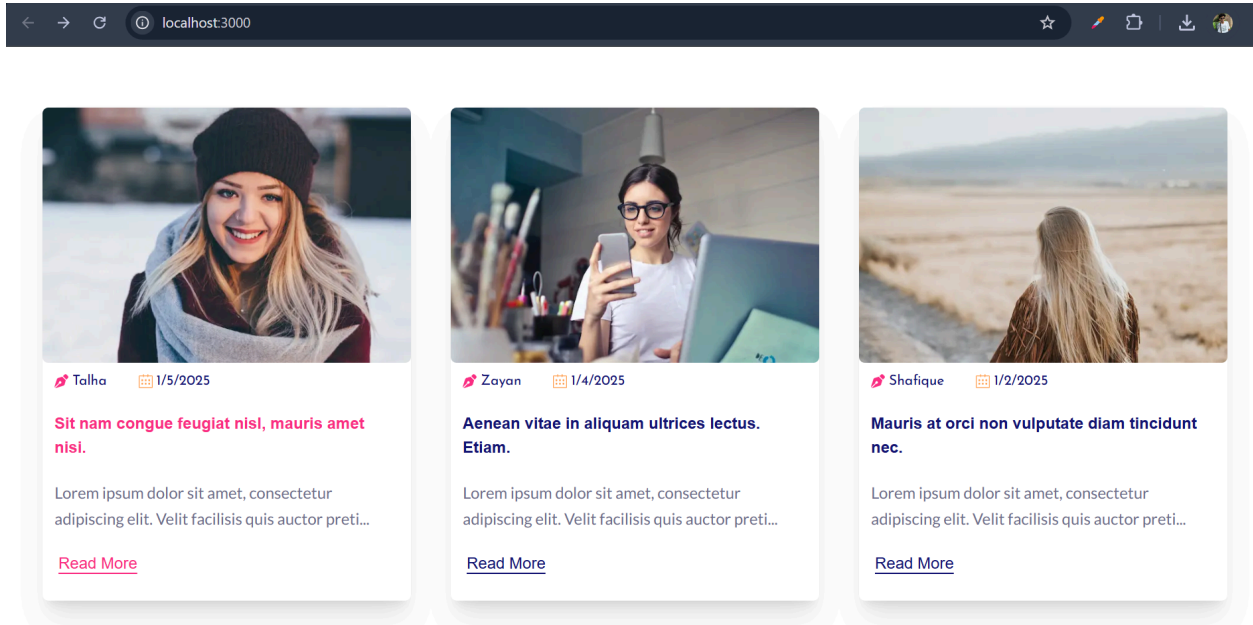 localhost:3000
Talha 1/5/2025
Sit nam congue feugiat nisl, mauris amet
nisi.
Lorem ipsum dolor sit amet, consectetur
adipiscing elit. Velit facilisis quis auctor preti...
Read More
Zayan 1/4/2025
Aenean vitae in aliquam ultrices lectus.
Etiam.
Lorem ipsum dolor sit amet, consectetur
adipiscing elit. Velit facilisis quis auctor preti...
Read More
Shafique 1/2/2025
Mauris at orci non vulputate diam tincidunt
nec.
Lorem ipsum dolor sit amet, consectetur
adipiscing elit. Velit facilisis quis auctor preti...
Read More